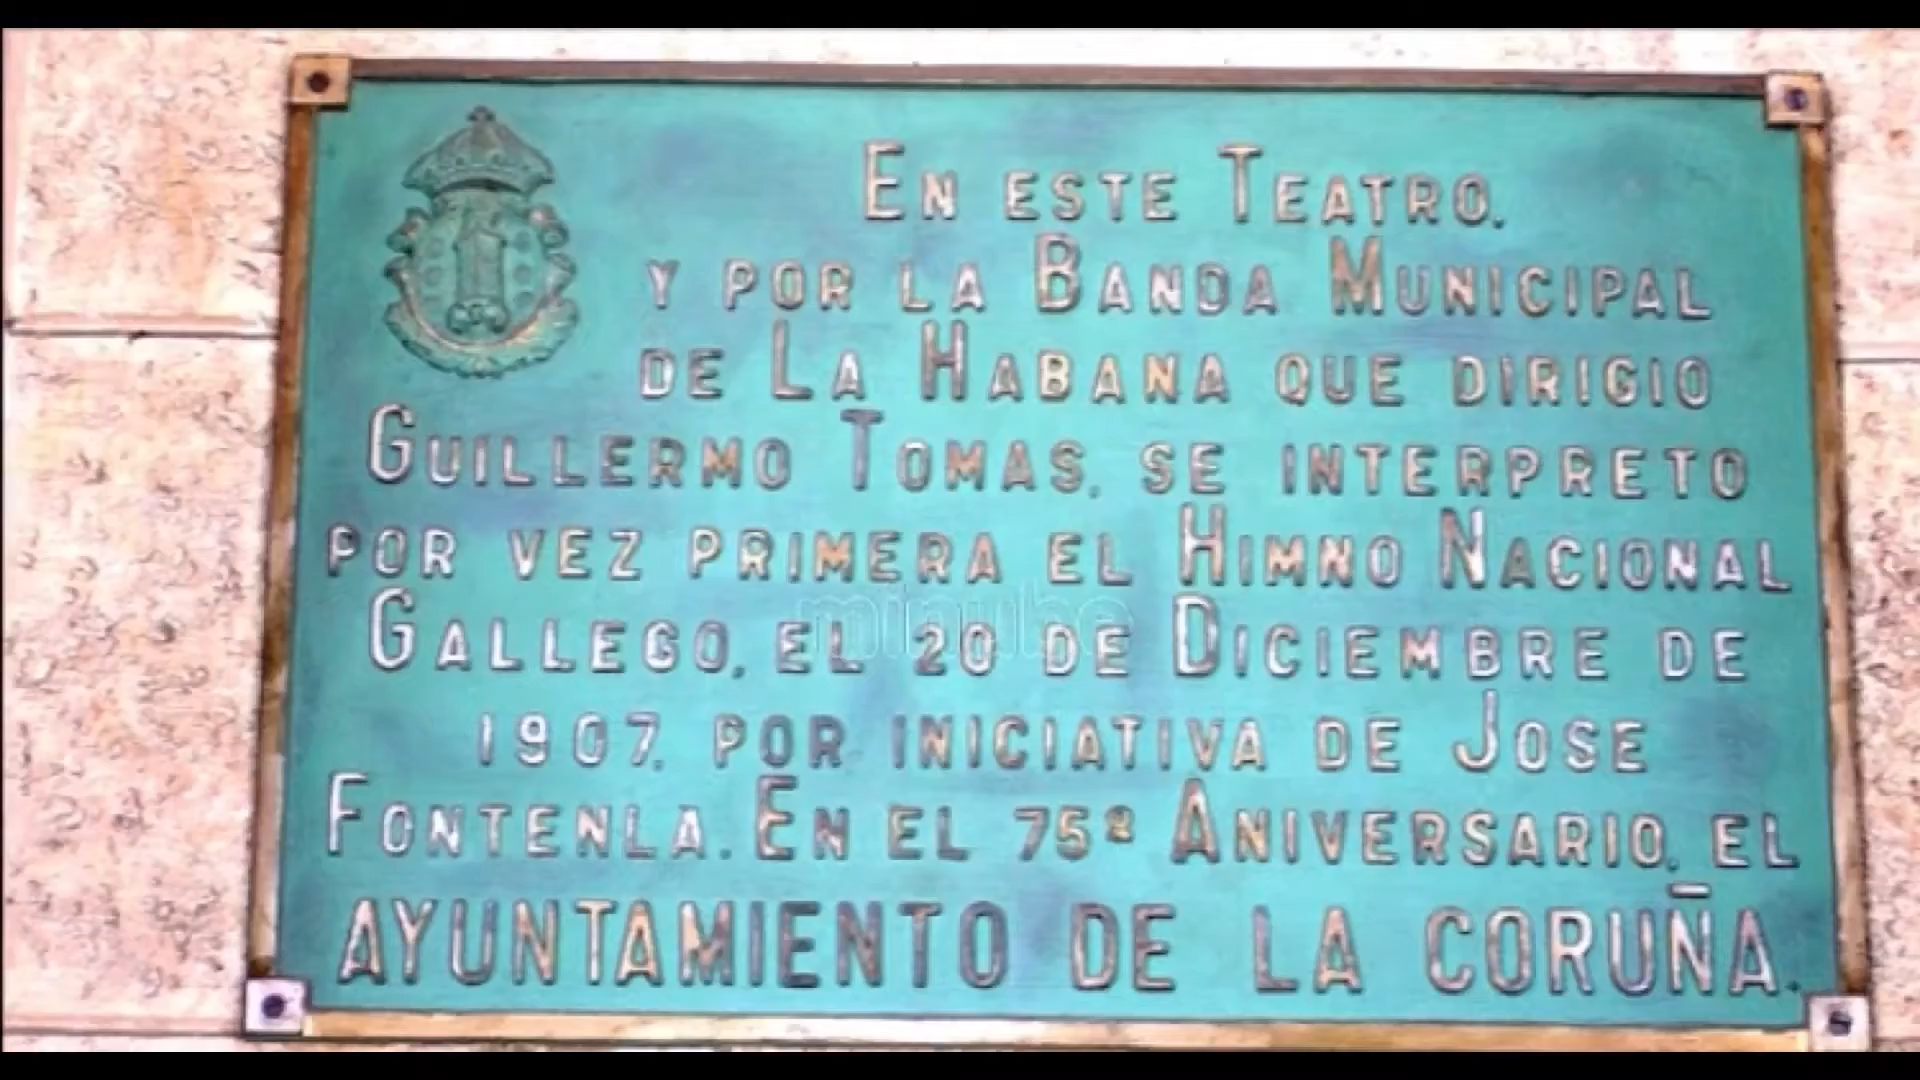 En este Teatro,
y por la Banda Municipal
de La Habana que dirigio
Guillermo Tomas, se interpreto
por vez primera el Himno Nacional
Gallego, el 20 de Diciembre de
1907, por iniciativa de Jose
Fontenla. En el 75º Aniversario, el
AYUNTAMIENTO DE LA CORUÑA.
minube